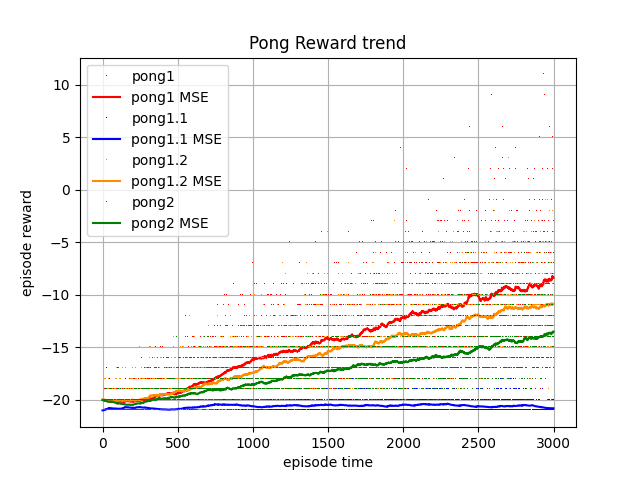 Pong Reward trend
pong1
pong1 MSE
pong1.1
pong1.1 MSE
pong1.2
pong1.2 MSE
pong2
pong2 MSE
episode reward
10
5
0
−5
−10
−15
−20
0 500 1000 1500 2000 2500 3000
episode time